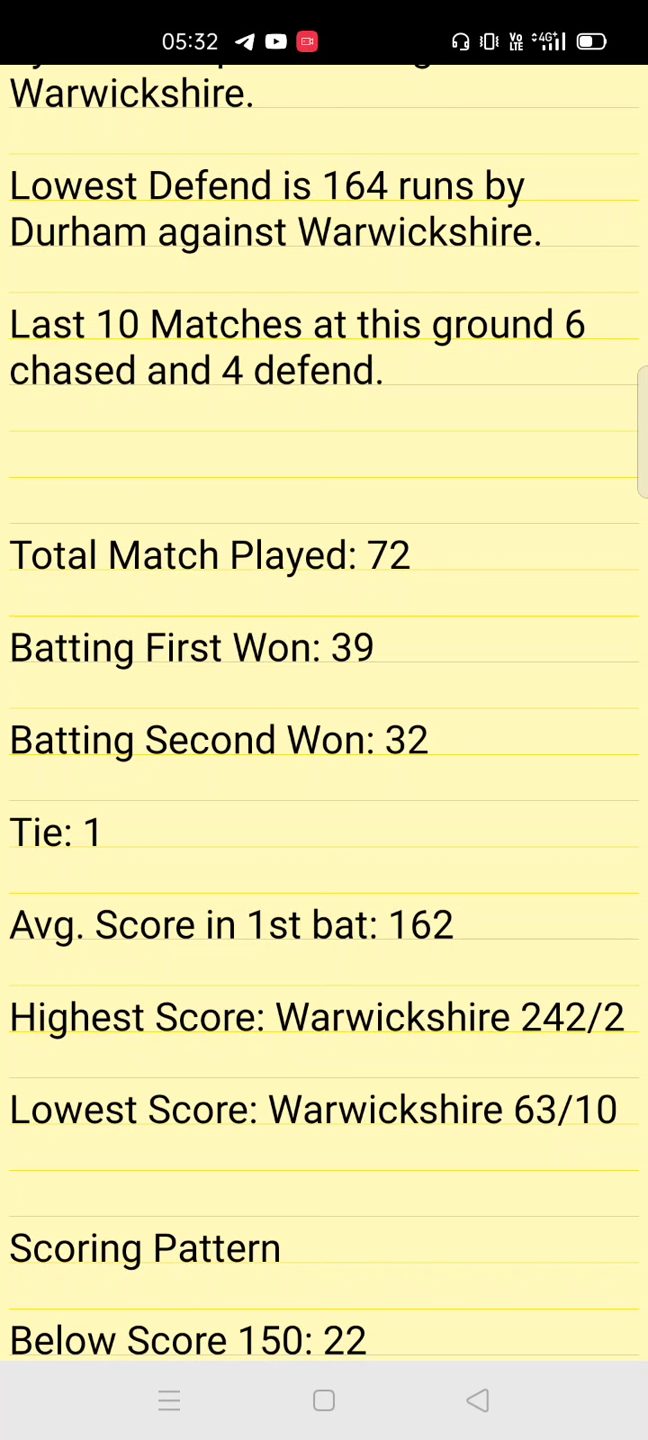 05:32
Vo
LTE
4G+
Warwickshire.
Lowest Defend is 164 runs by
Durham against Warwickshire.
Last 10 Matches at this ground 6
chased and 4 defend.
Total Match Played: 72
Batting First Won: 39
Batting Second Won: 32
Tie: 1
Avg. Score in 1st bat: 162
Highest Score: Warwickshire 242/2
Lowest Score: Warwickshire 63/10
Scoring Pattern
Below Score 150: 22